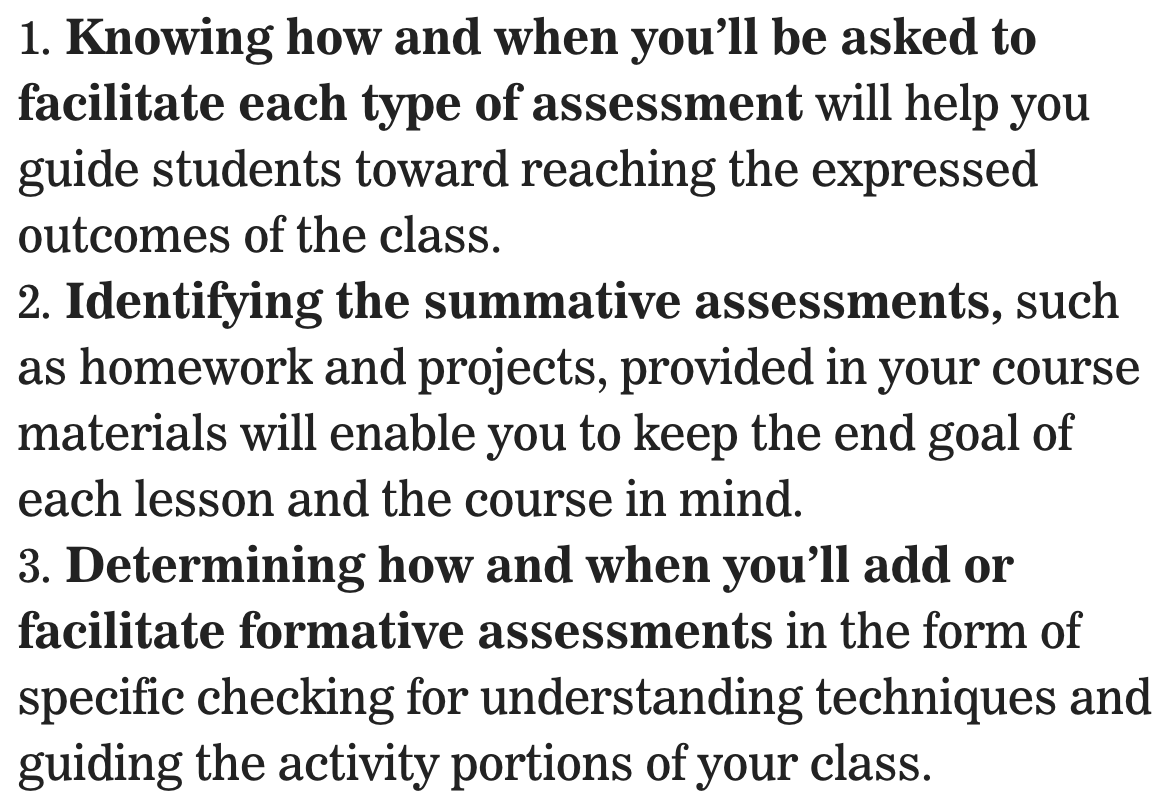 1. Knowing how and when you’ll be asked to
facilitate each type of assessment will help you
guide students toward reaching the expressed
outcomes of the class.
2. Identifying the summative assessments, such
as homework and projects, provided in your course
materials will enable you to keep the end goal of
each lesson and the course in mind.
3. Determining how and when you’ll add or
facilitate formative assessments in the form of
specific checking for understanding techniques and
guiding the activity portions of your class.